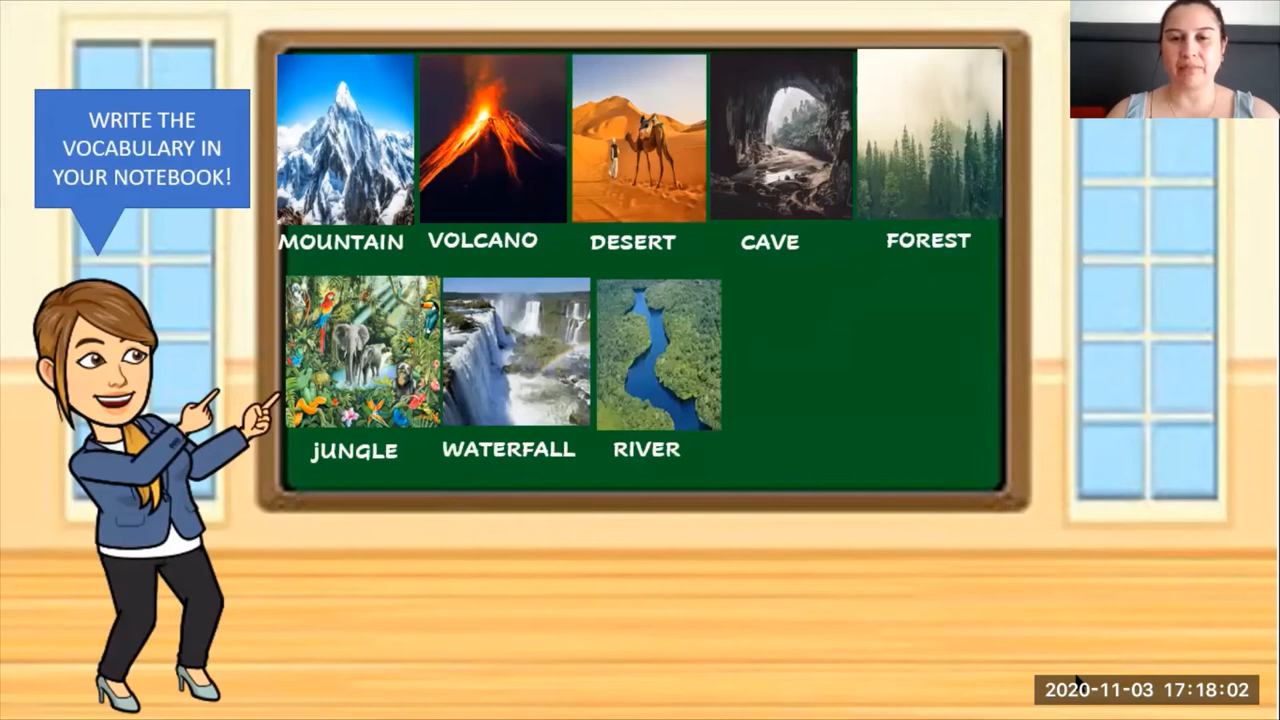 WRITE THE
VOCABULARY IN
YOUR NOTEBOOK!
MOUNTAIN VOLCANO DESERT CAVE FOREST
jUNGLE WATERFALL RIVER
2020-11-03 17:18:02